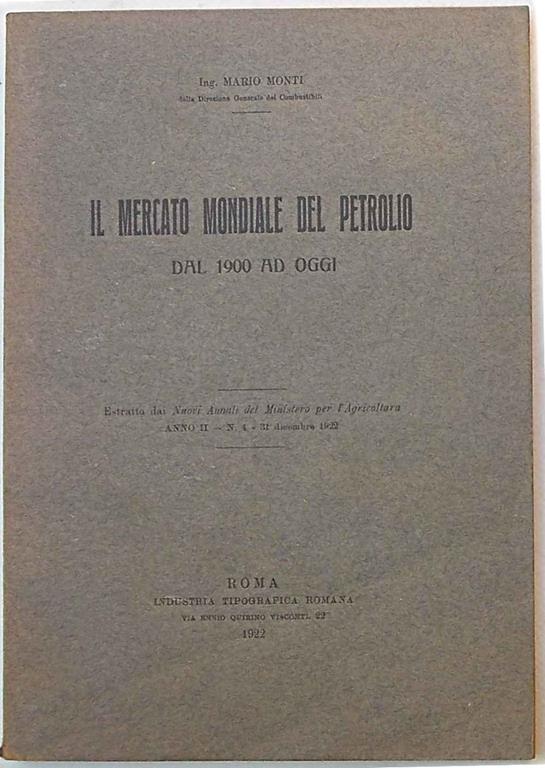 Ing. MARIO MONTI
della Direzione Generale dei Combustibili
IL MERCATO MONDIALE DEL PETROLIO
DAL 1900 AD OGGI
Estratto dai Nuovi Annali del Ministero per l'Agricoltura
ANNO II - N. 4 - 31 dicembre 1922
ROMA
INDUSTRIA TIPOGRAFICA ROMANA
VIA ENNIO QUIRINO VISCONTI, 22
1922